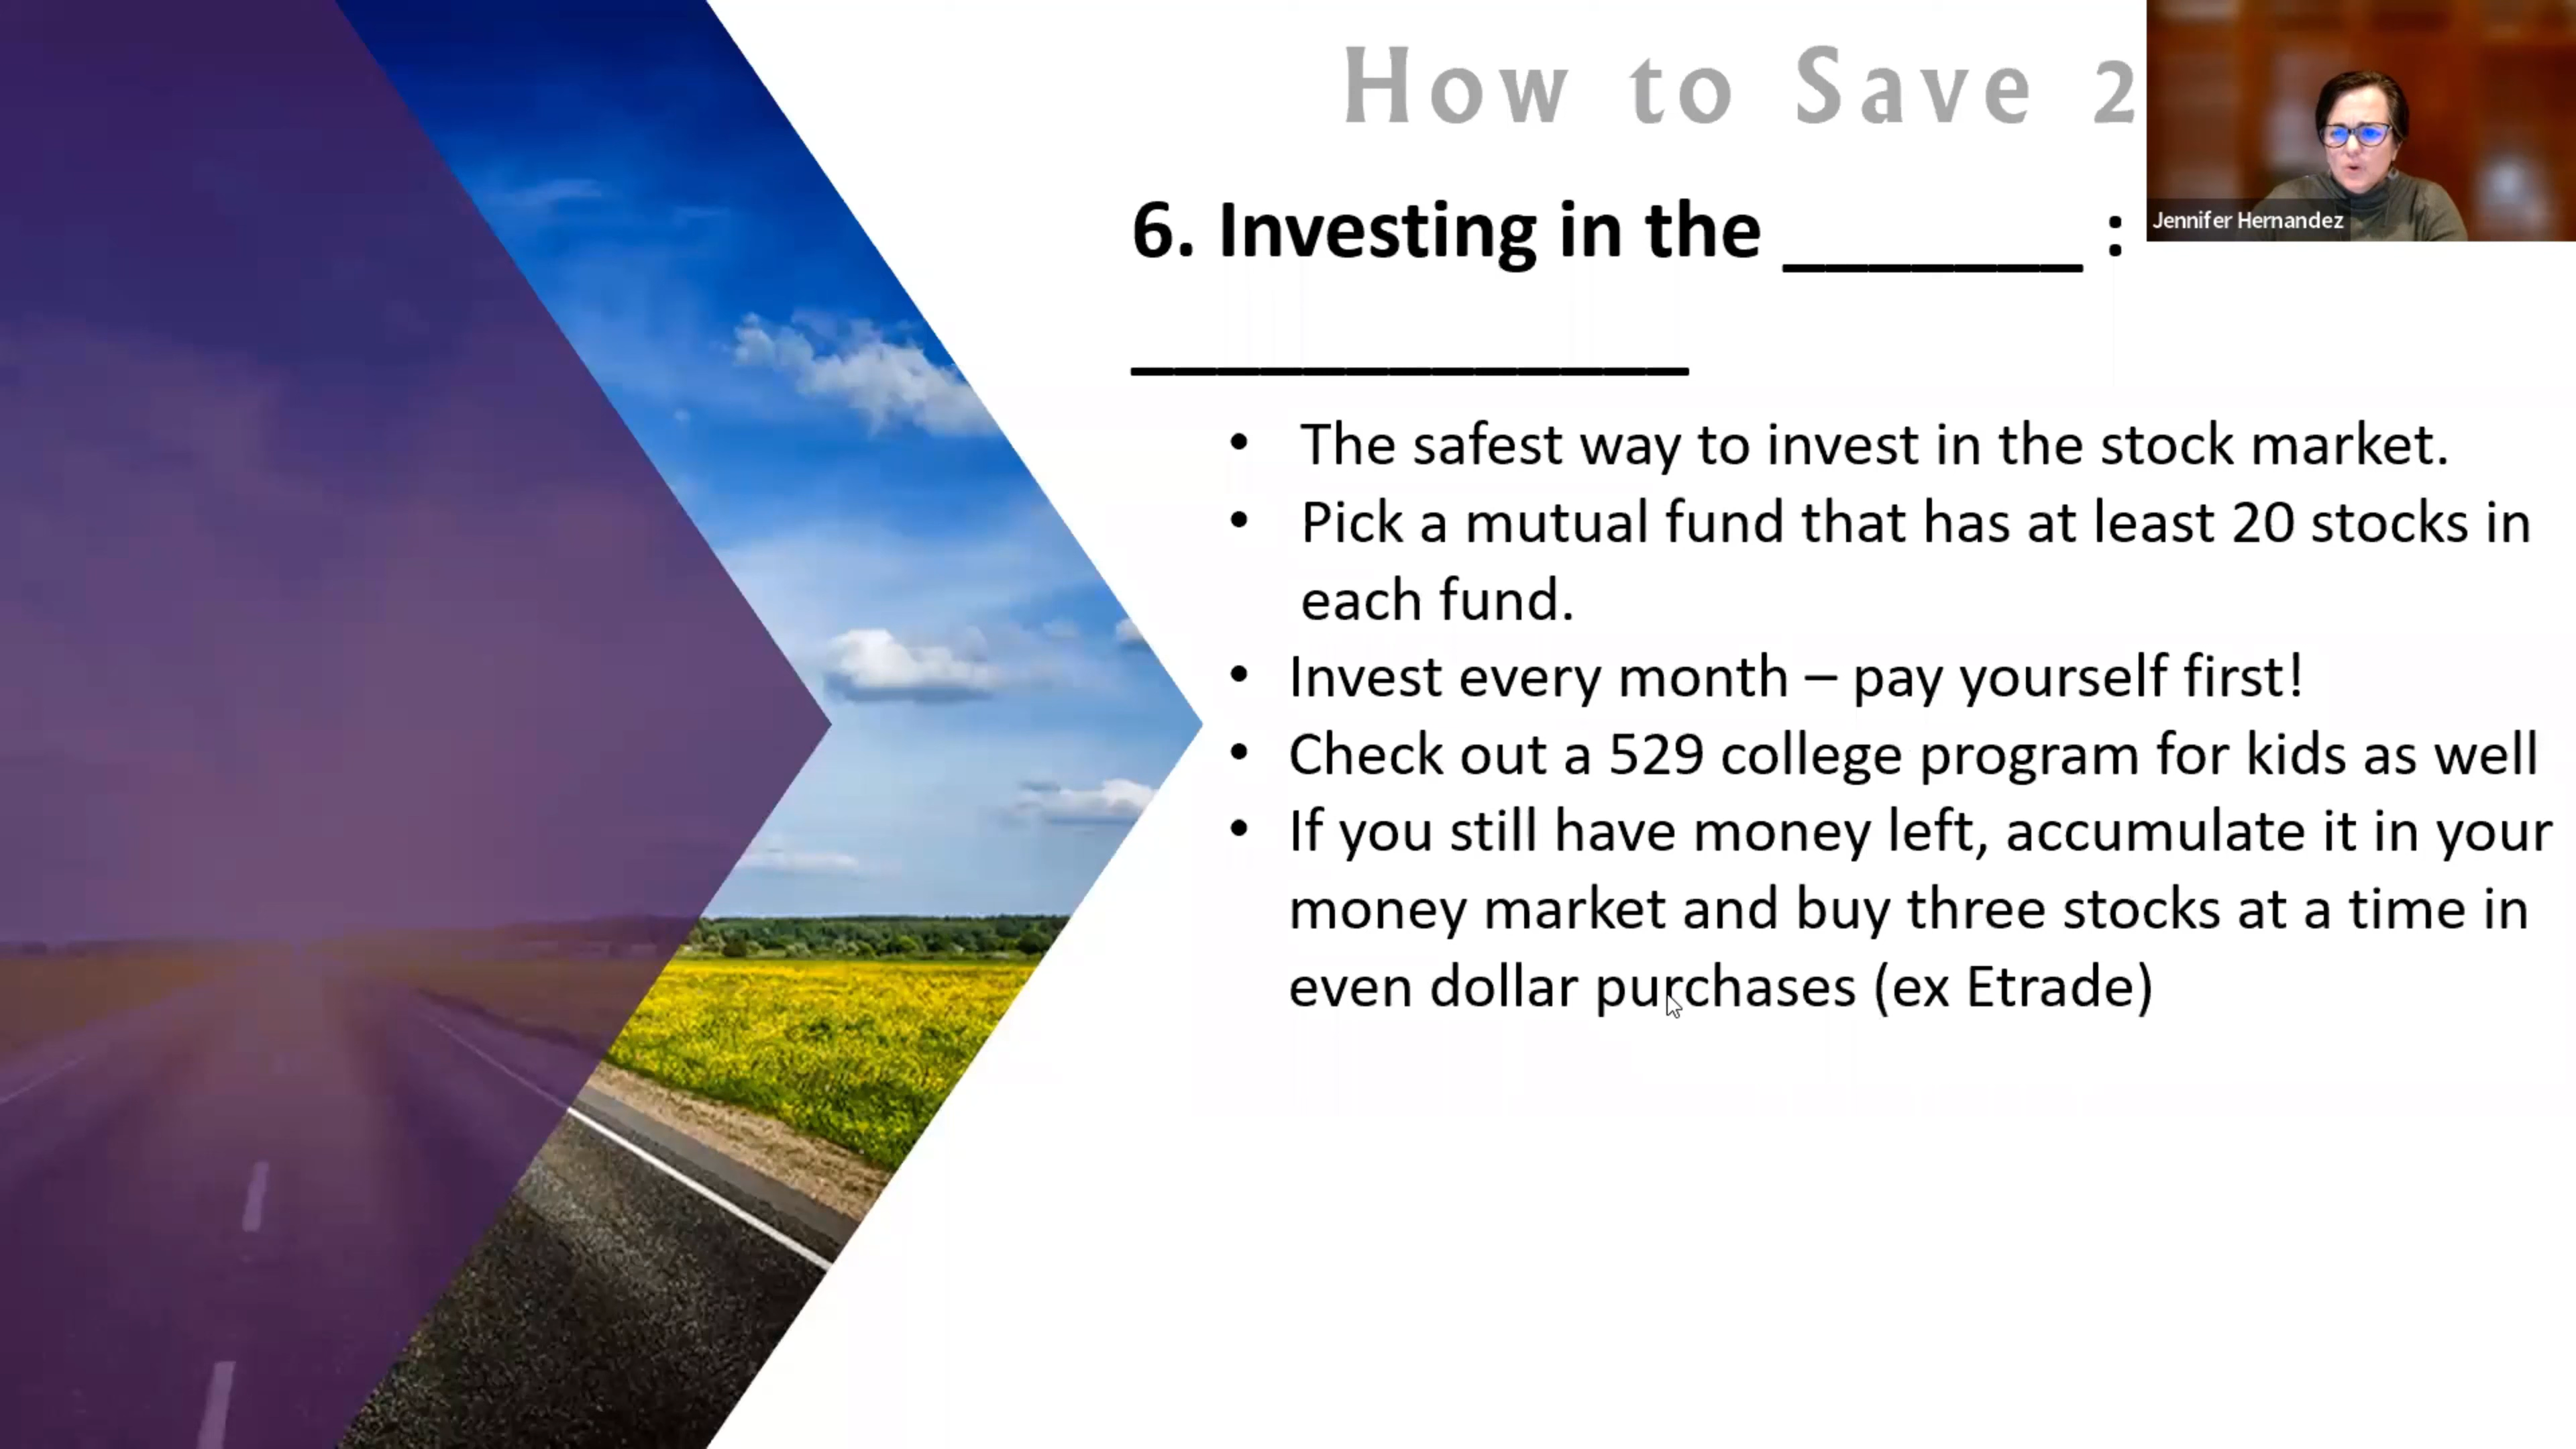 How to Save 2
Jennifer Hernandez
6. Investing in the _______ :
_____________
• The safest way to invest in the stock market.
• Pick a mutual fund that has at least 20 stocks in
each fund.
• Invest every month – pay yourself first!
• Check out a 529 college program for kids as well
• If you still have money left, accumulate it in your
money market and buy three stocks at a time in
even dollar purchases (ex Etrade)